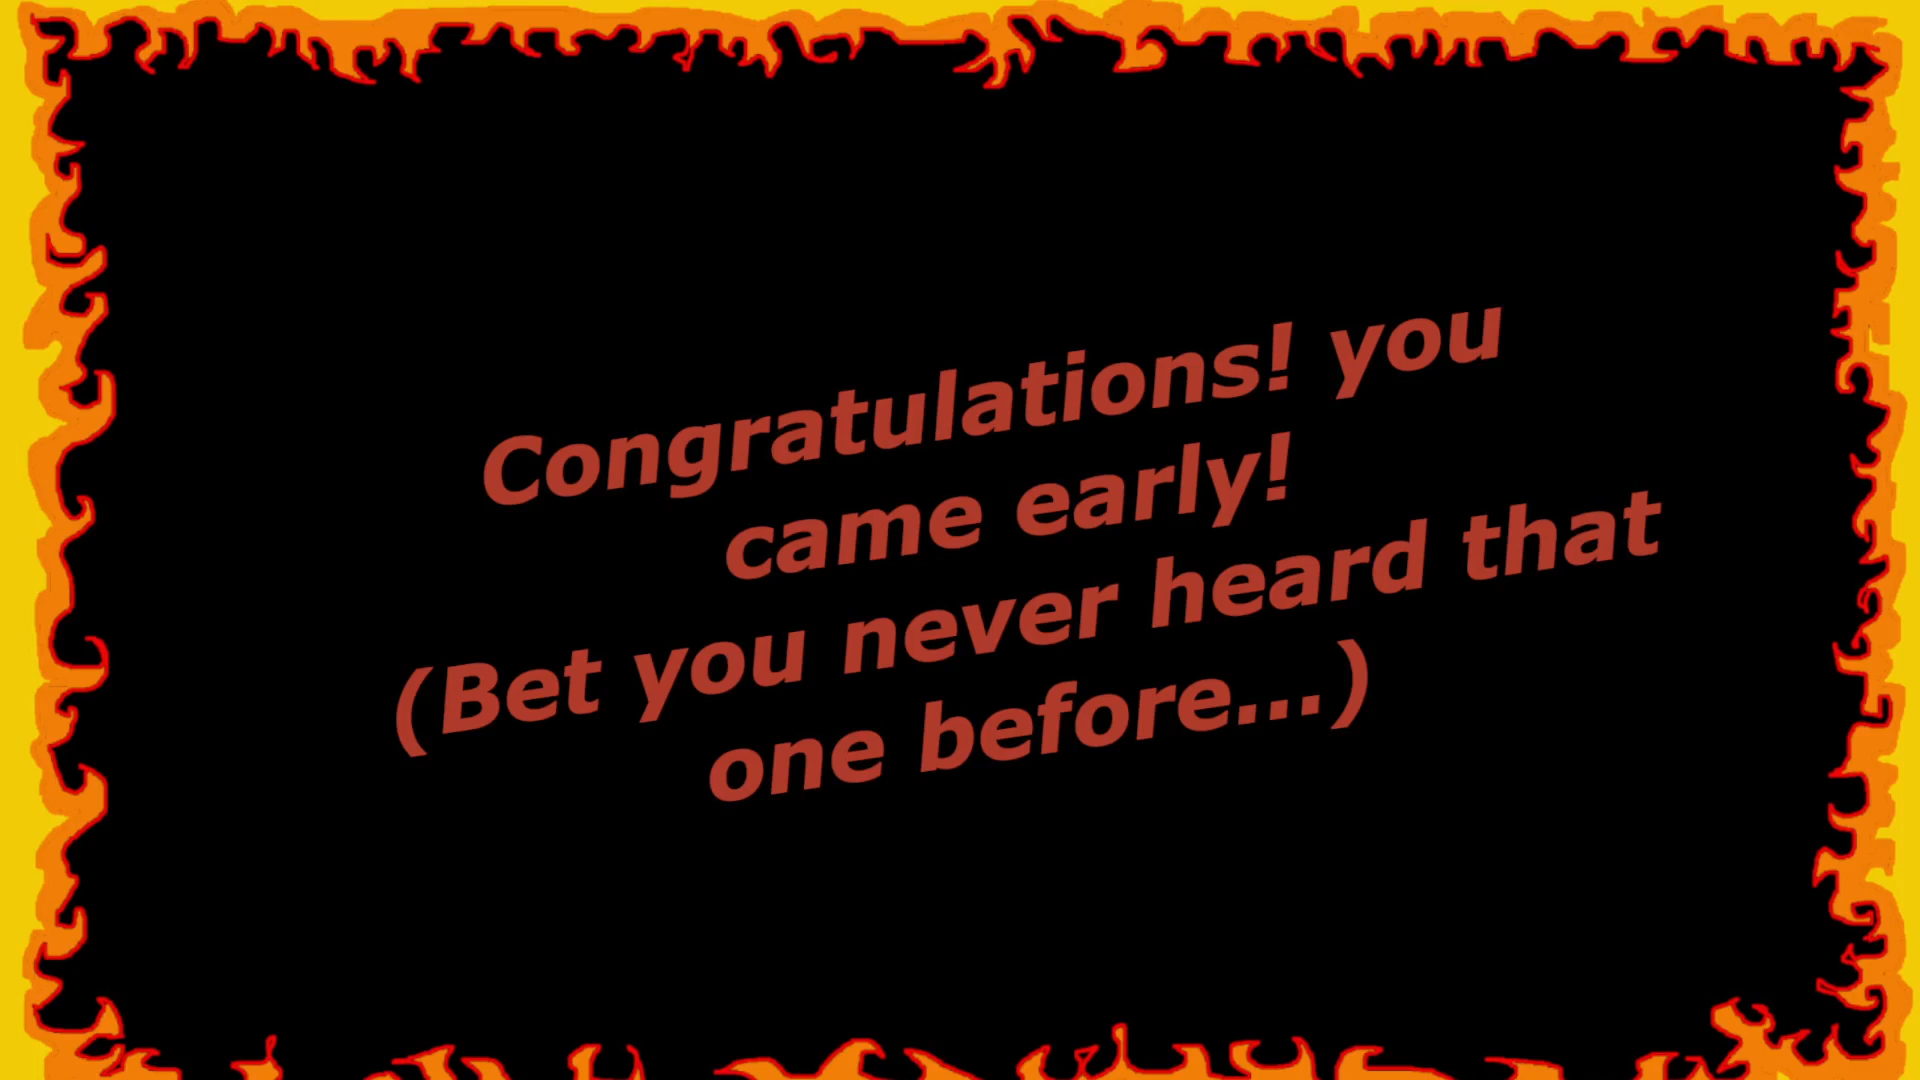 Congratulations! you
came early!
(Bet you never heard that
one before...)